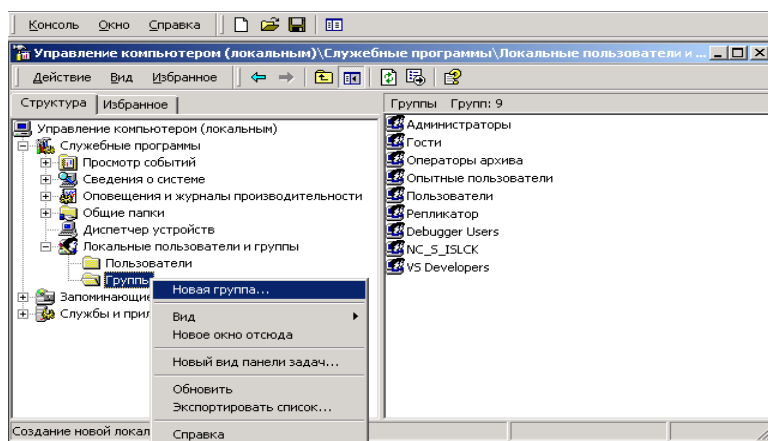 Консоль Окно Справка
Управление компьютером (локальным)\Служебные программы\Локальные пользователи и ...
Действие Вид Избранное
Структура Избранное
Управление компьютером (локальным)
Служебные программы
Просмотр событий
Сведения о системе
Оповещения и журналы производительности
Общие папки
Диспетчер устройств
Локальные пользователи и группы
Пользователи
Группы
Запоминающие
Службы и прил
Новая группа...
Вид
Новое окно отсюда
Новый вид панели задач...
Обновить
Экспортировать список...
Справка
Группы Групп: 9
Администраторы
Гости
Операторы архива
Опытные пользователи
Пользователи
Репликатор
Debugger Users
NC_S_ISLCK
VS Developers
Создание новой локал